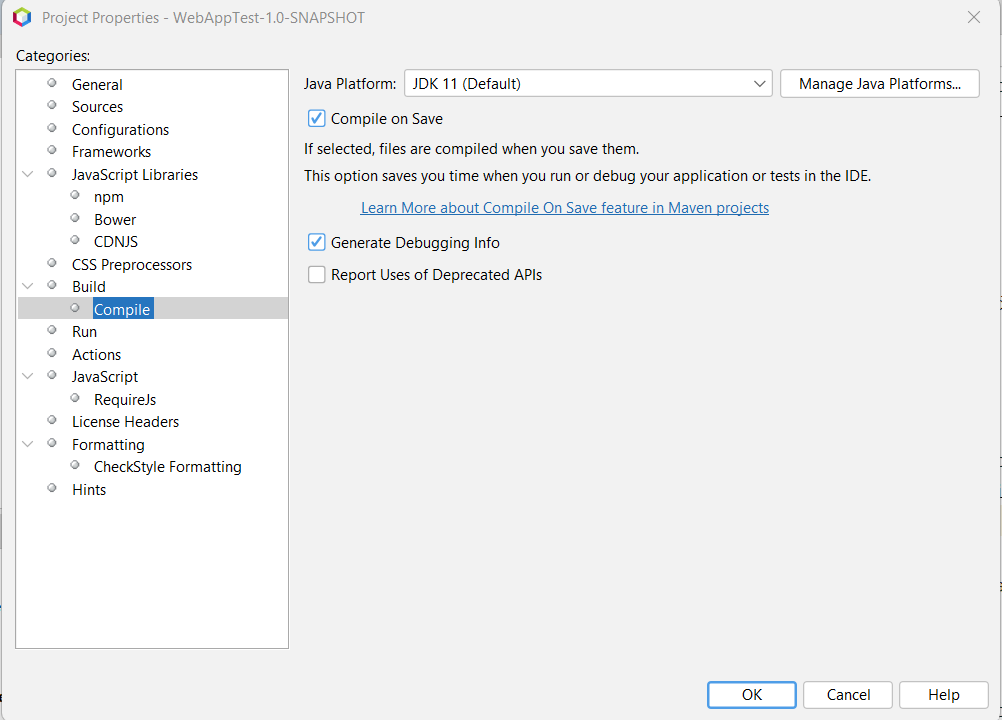 Project Properties - WebAppTest-1.0-SNAPSHOT
Categories:
General
Sources
Configurations
Frameworks
JavaScript Libraries
npm
Bower
CDNJS
CSS Preprocessors
Build
Compile
Run
Actions
JavaScript
RequireJs
License Headers
Formatting
CheckStyle Formatting
Hints
Java Platform: JDK 11 (Default) Manage Java Platforms...
Compile on Save
If selected, files are compiled when you save them.
This option saves you time when you run or debug your application or tests in the IDE.
Learn More about Compile On Save feature in Maven projects
Generate Debugging Info
Report Uses of Deprecated APIs
OK Cancel Help